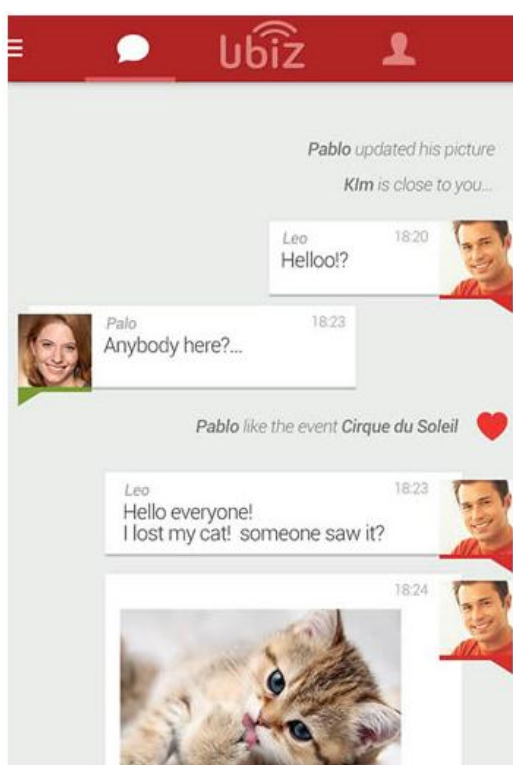 Ubiz
Pablo updated his picture
KIm is close to you...
Leo 18:20
Helloo!?
Palo 18:23
Anybody here?...
Pablo like the event Cirque du Soleil
Leo 18:23
Hello everyone!
I lost my cat! someone saw it?
18:24